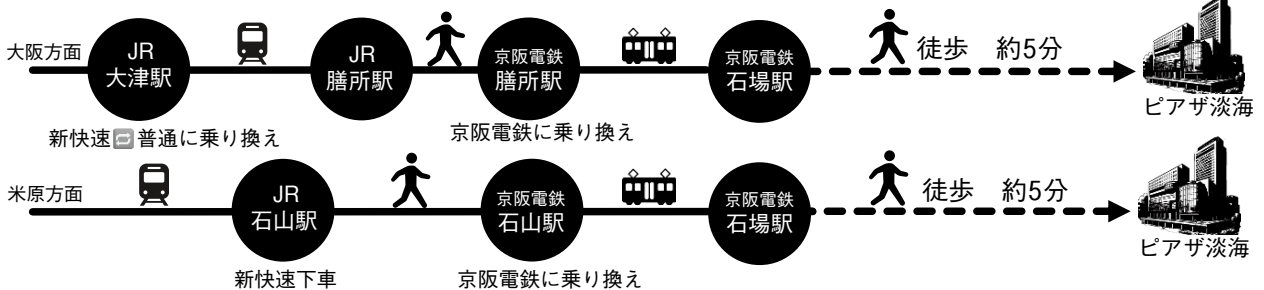 大阪方面
JR
大津駅
JR
膳所駅
京阪電鉄
膳所駅
京阪電鉄
石場駅
徒歩 約5分
ピアザ淡海
新快速🔁普通に乗り換え
京阪電鉄に乗り換え
米原方面
JR
石山駅
京阪電鉄
石山駅
京阪電鉄
石場駅
徒歩 約5分
ピアザ淡海
新快速下車
京阪電鉄に乗り換え